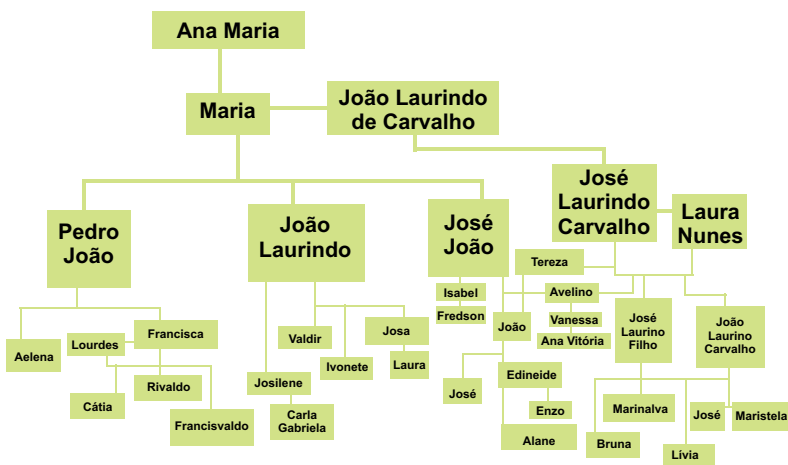 Ana Maria
Maria
João Laurindo
de Carvalho
José
Laurindo
Carvalho
Laura
Nunes
Pedro
João
João
Laurindo
José
João
Tereza
Isabel
Fredson
Avelino
Vanessa
Ana Vitória
João
José
Laurino
Filho
João
Laurino
Carvalho
Aelena
Lourdes
Francisca
Rivaldo
Cátia
Francisvaldo
Valdir
Ivonete
Josa
Laura
Josilene
Carla
Gabriela
José
Edineide
Enzo
Alane
Marinalva
Bruna
Lívia
José
Maristela